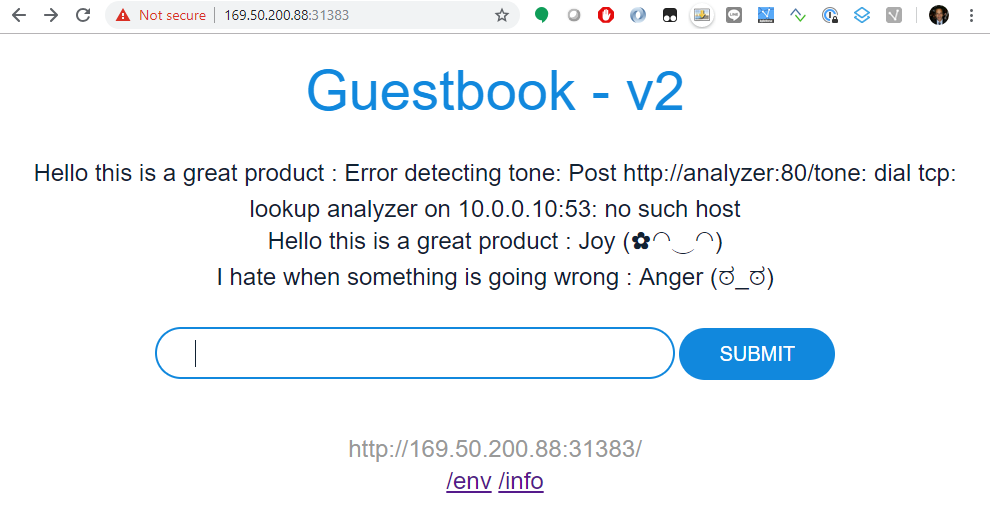 Not secure | 169.50.200.88:31383
Guestbook - v2
Hello this is a great product : Error detecting tone: Post http://analyzer:80/tone: dial tcp:
lookup analyzer on 10.0.0.10:53: no such host
Hello this is a great product : Joy (✿◠‿◠)
I hate when something is going wrong : Anger (ಠ_ಠ)
SUBMIT
http://169.50.200.88:31383/
/env /info